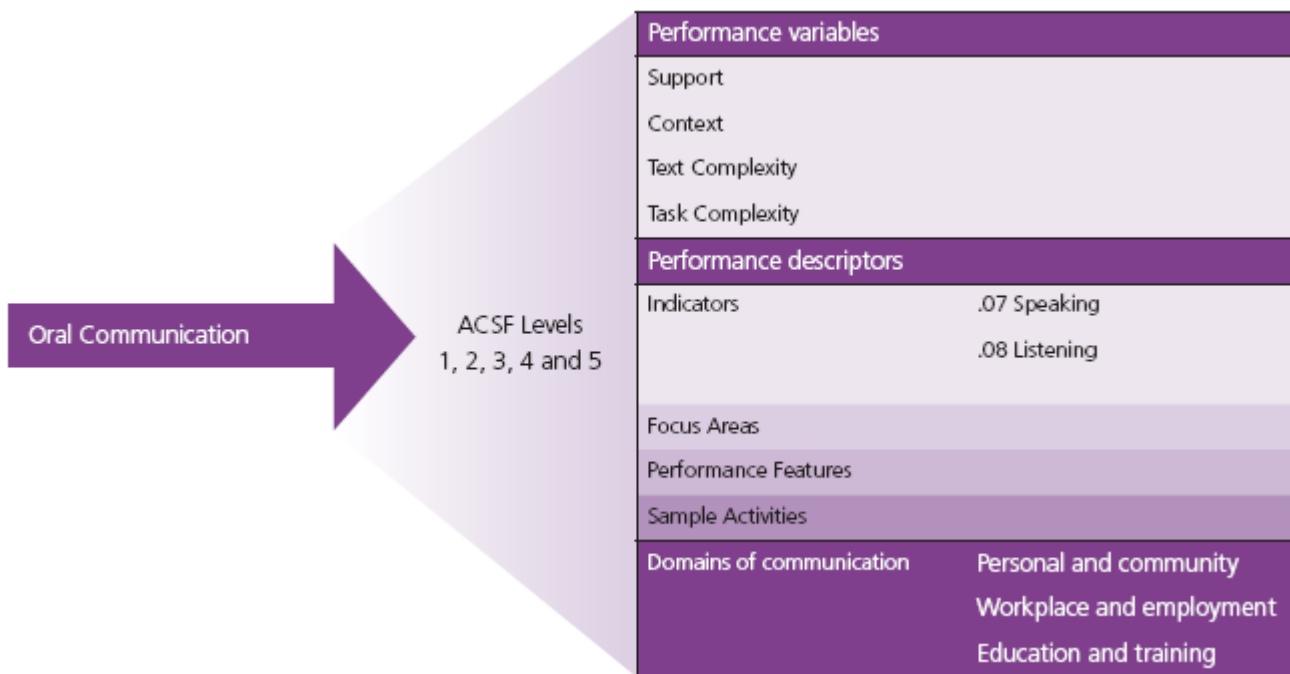 Oral Communication
ACSF Levels
1, 2, 3, 4 and 5
Performance variables
Support
Context
Text Complexity
Task Complexity
Performance descriptors
Indicators .07 Speaking
.08 Listening
Focus Areas
Performance Features
Sample Activities
Domains of communication Personal and community
Workplace and employment
Education and training